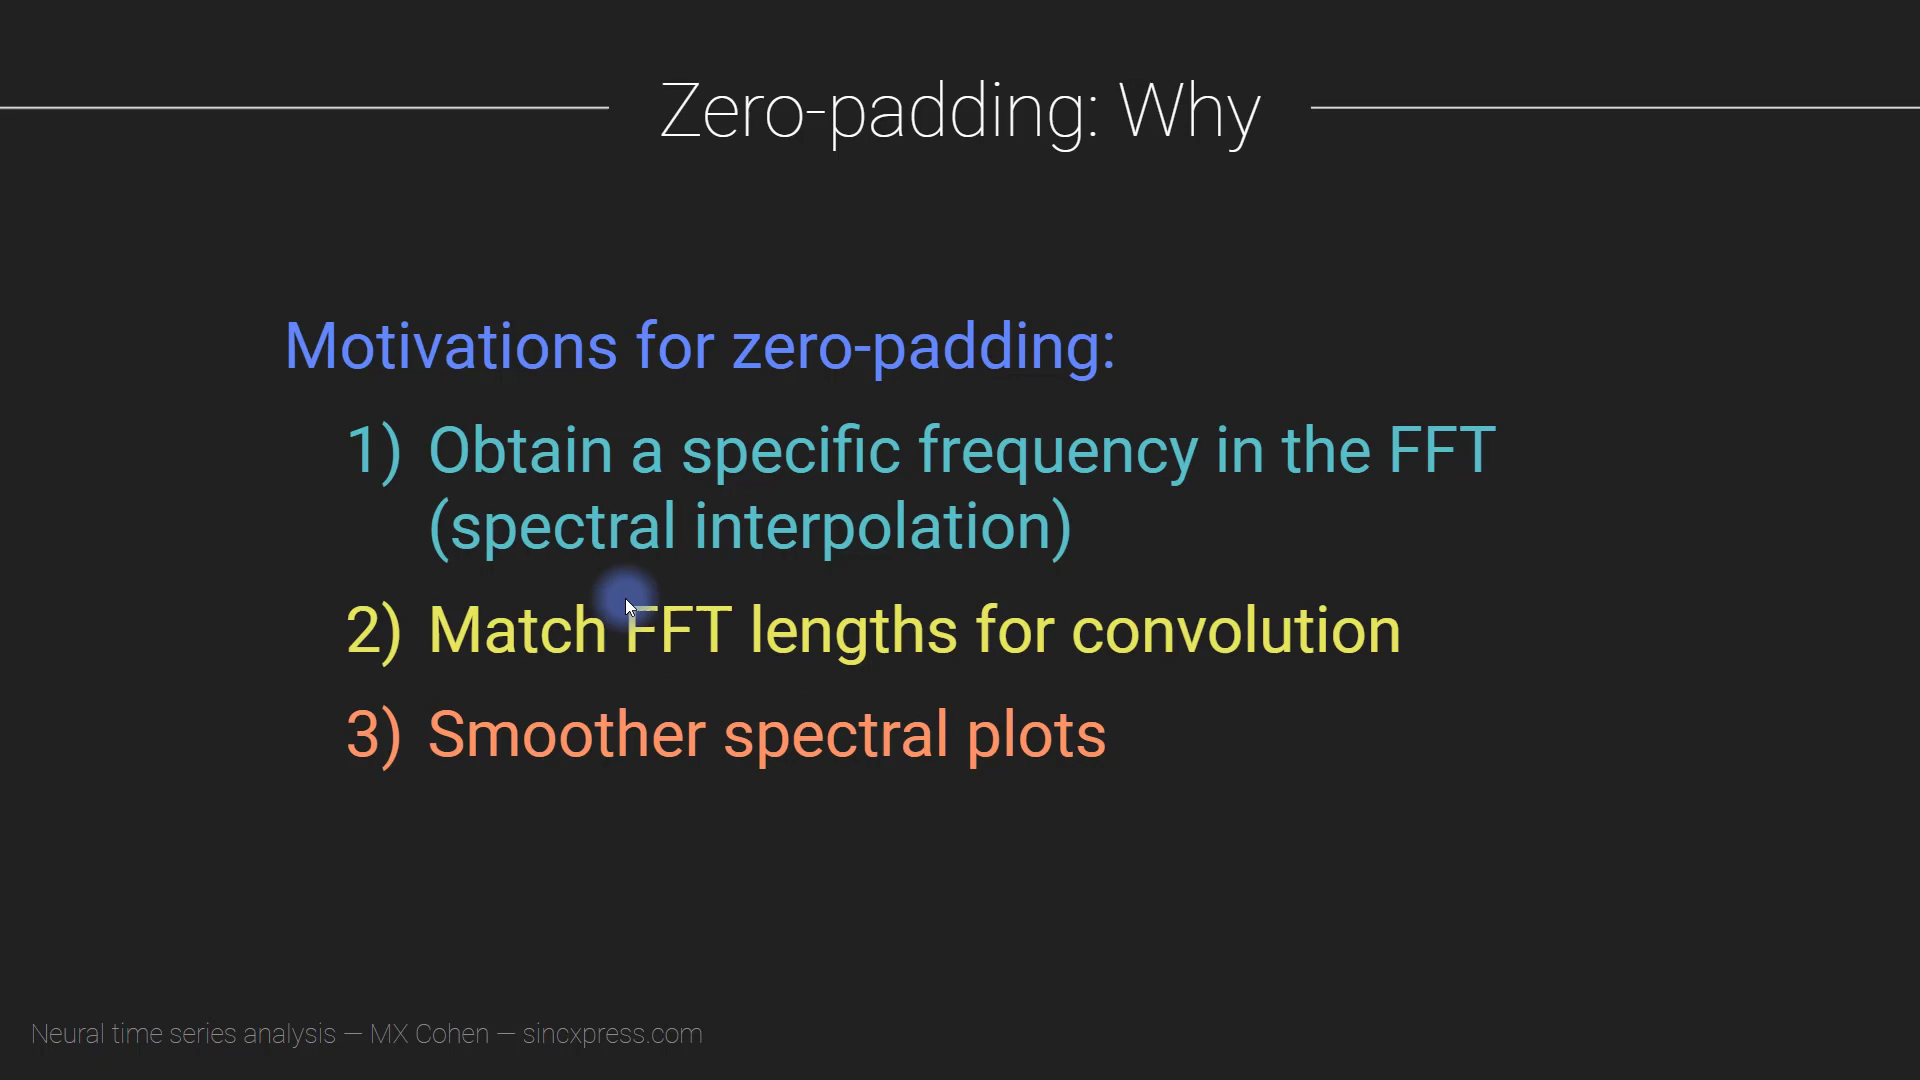 Zero-padding: Why
Motivations for zero-padding:
1) Obtain a specific frequency in the FFT
(spectral interpolation)
2) Match FFT lengths for convolution
3) Smoother spectral plots
Neural time series analysis — MX Cohen — sincxpress.com